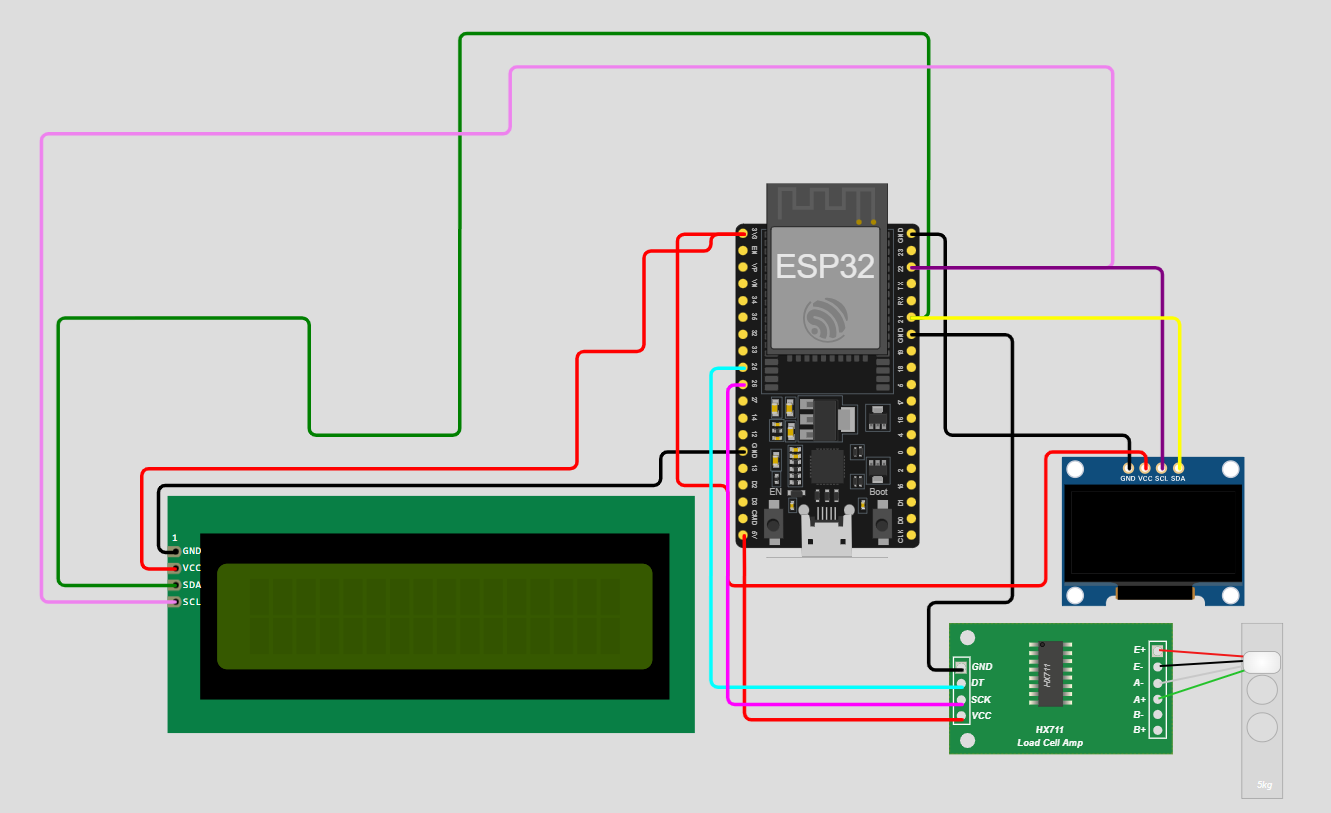 ESP32
3V3
EN
VP
VN
34
35
32
33
25
26
27
14
12
GND
13
D2
D3
CMD
5V
GND
23
22
TX
RX
21
GND
19
18
5
17
16
4
0
2
15
D1
D0
CLK
EN
Boot
1
GND
VCC
SDA
SCL
GND VCC SCL SDA
GND
DT
SCK
VCC
HX711
E+
E-
A-
A+
B-
B+
HX711
Load Cell Amp
5kg